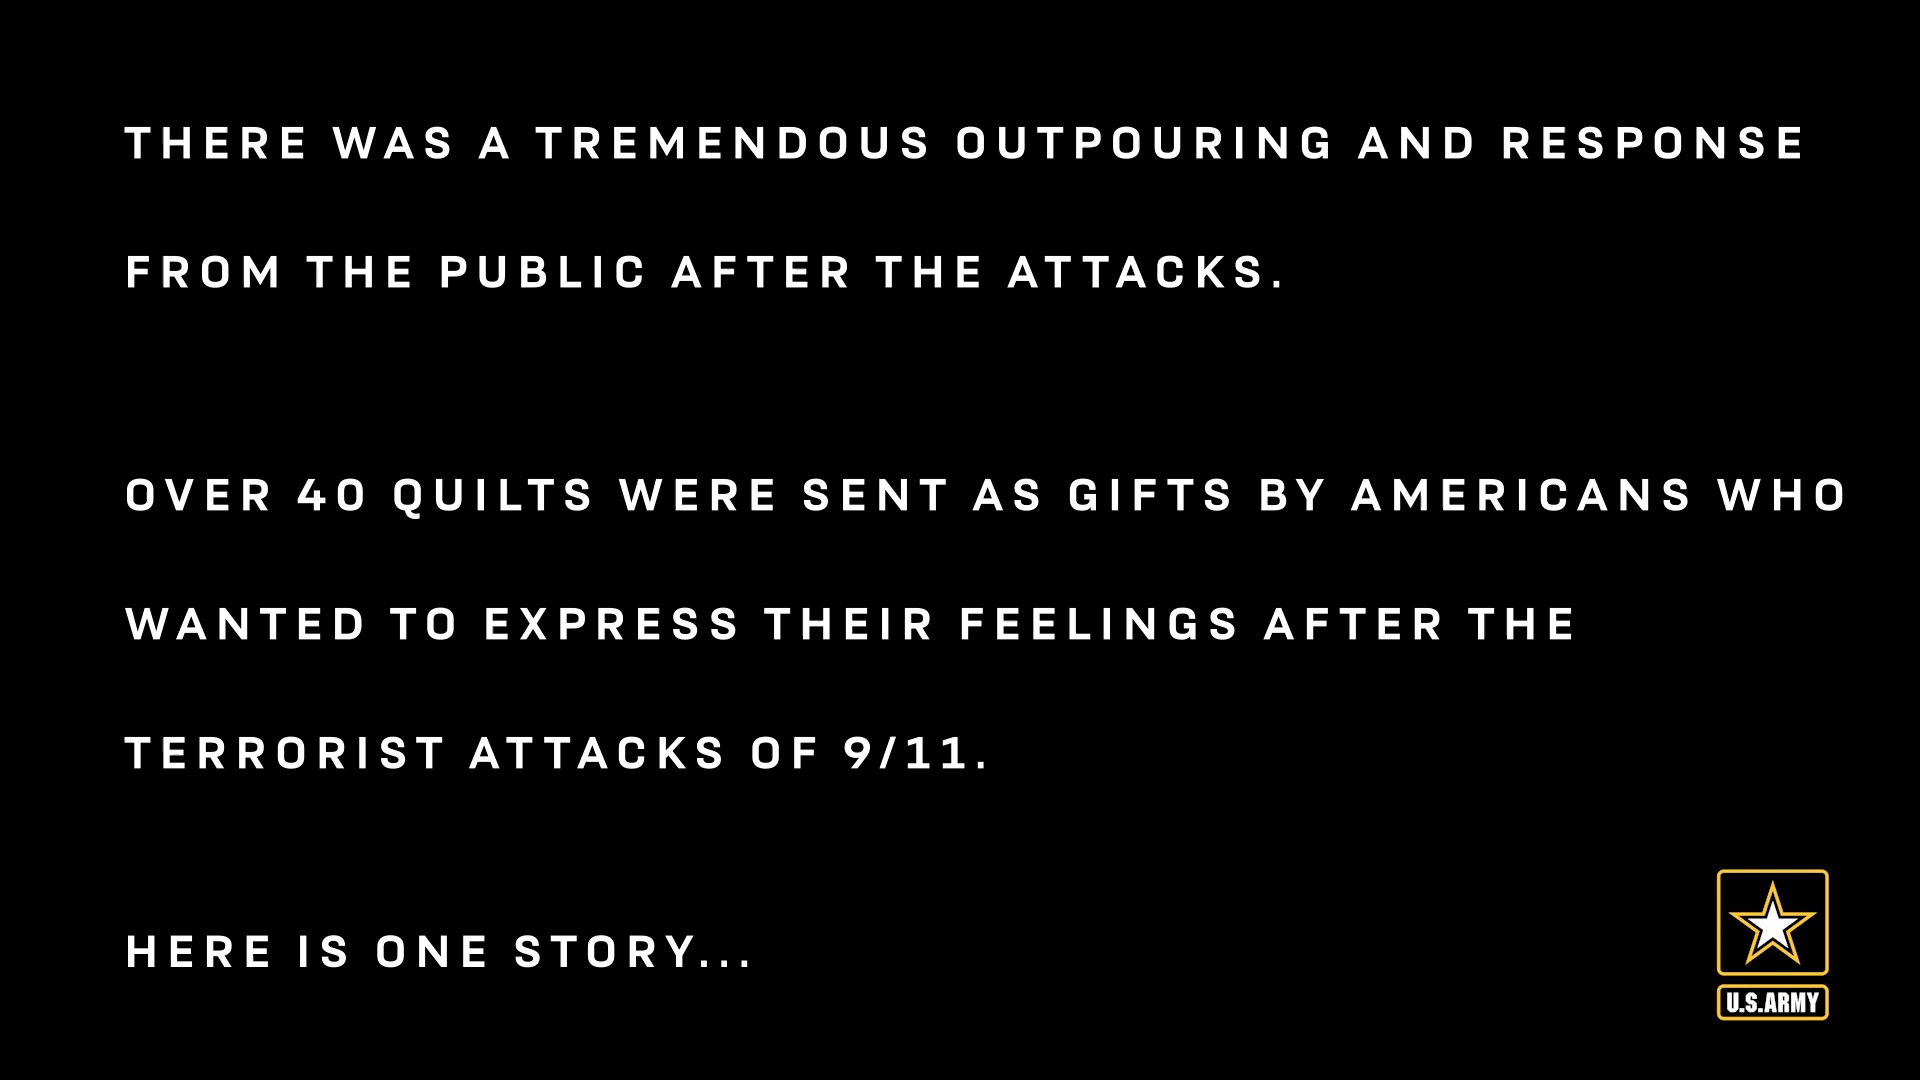 THERE WAS A TREMENDOUS OUTPOURING AND RESPONSE
FROM THE PUBLIC AFTER THE ATTACKS.
OVER 40 QUILTS WERE SENT AS GIFTS BY AMERICANS WHO
WANTED TO EXPRESS THEIR FEELINGS AFTER THE
TERRORIST ATTACKS OF 9/11.
HERE IS ONE STORY...
U.S.ARMY